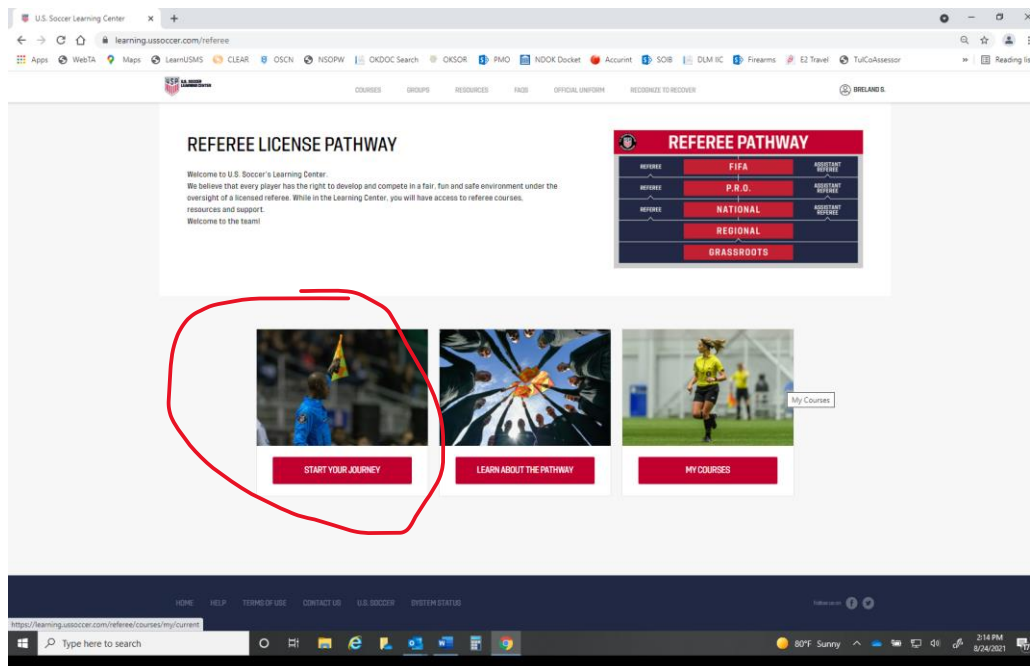 U.S. Soccer Learning Center
learning.ussoccer.com/referee
Apps WebTA Maps LearnUSMS CLEAR OSCN NSOPW OKDOC Search OKSOR PMO NDOK Docket Accurint SOIB DLM IIC Firearms E2 Travel TulCoAssessor » Reading lis
U.S. SOCCER
LEARNING CENTER
COURSES GROUPS RESOURCES FAQS OFFICIAL UNIFORM RECOGNIZE TO RECOVER BRELAND S.
REFEREE LICENSE PATHWAY
Welcome to U.S. Soccer's Learning Center.
We believe that every player has the right to develop and compete in a fair, fun and safe environment under the
oversight of a licensed referee. While in the Learning Center, you will have access to referee courses,
resources and support.
Welcome to the team!
REFEREE PATHWAY
REFEREE FIFA ASSISTANT REFEREE
REFEREE P.R.O. ASSISTANT REFEREE
REFEREE NATIONAL ASSISTANT REFEREE
REGIONAL
GRASSROOTS
My Courses
START YOUR JOURNEY LEARN ABOUT THE PATHWAY MY COURSES
HOME HELP TERMS OF USE CONTACT US U.S. SOCCER SYSTEM STATUS Follow us on
https://learning.ussoccer.com/referee/courses/my/current
Type here to search 80°F Sunny 2:14 PM
8/24/2021